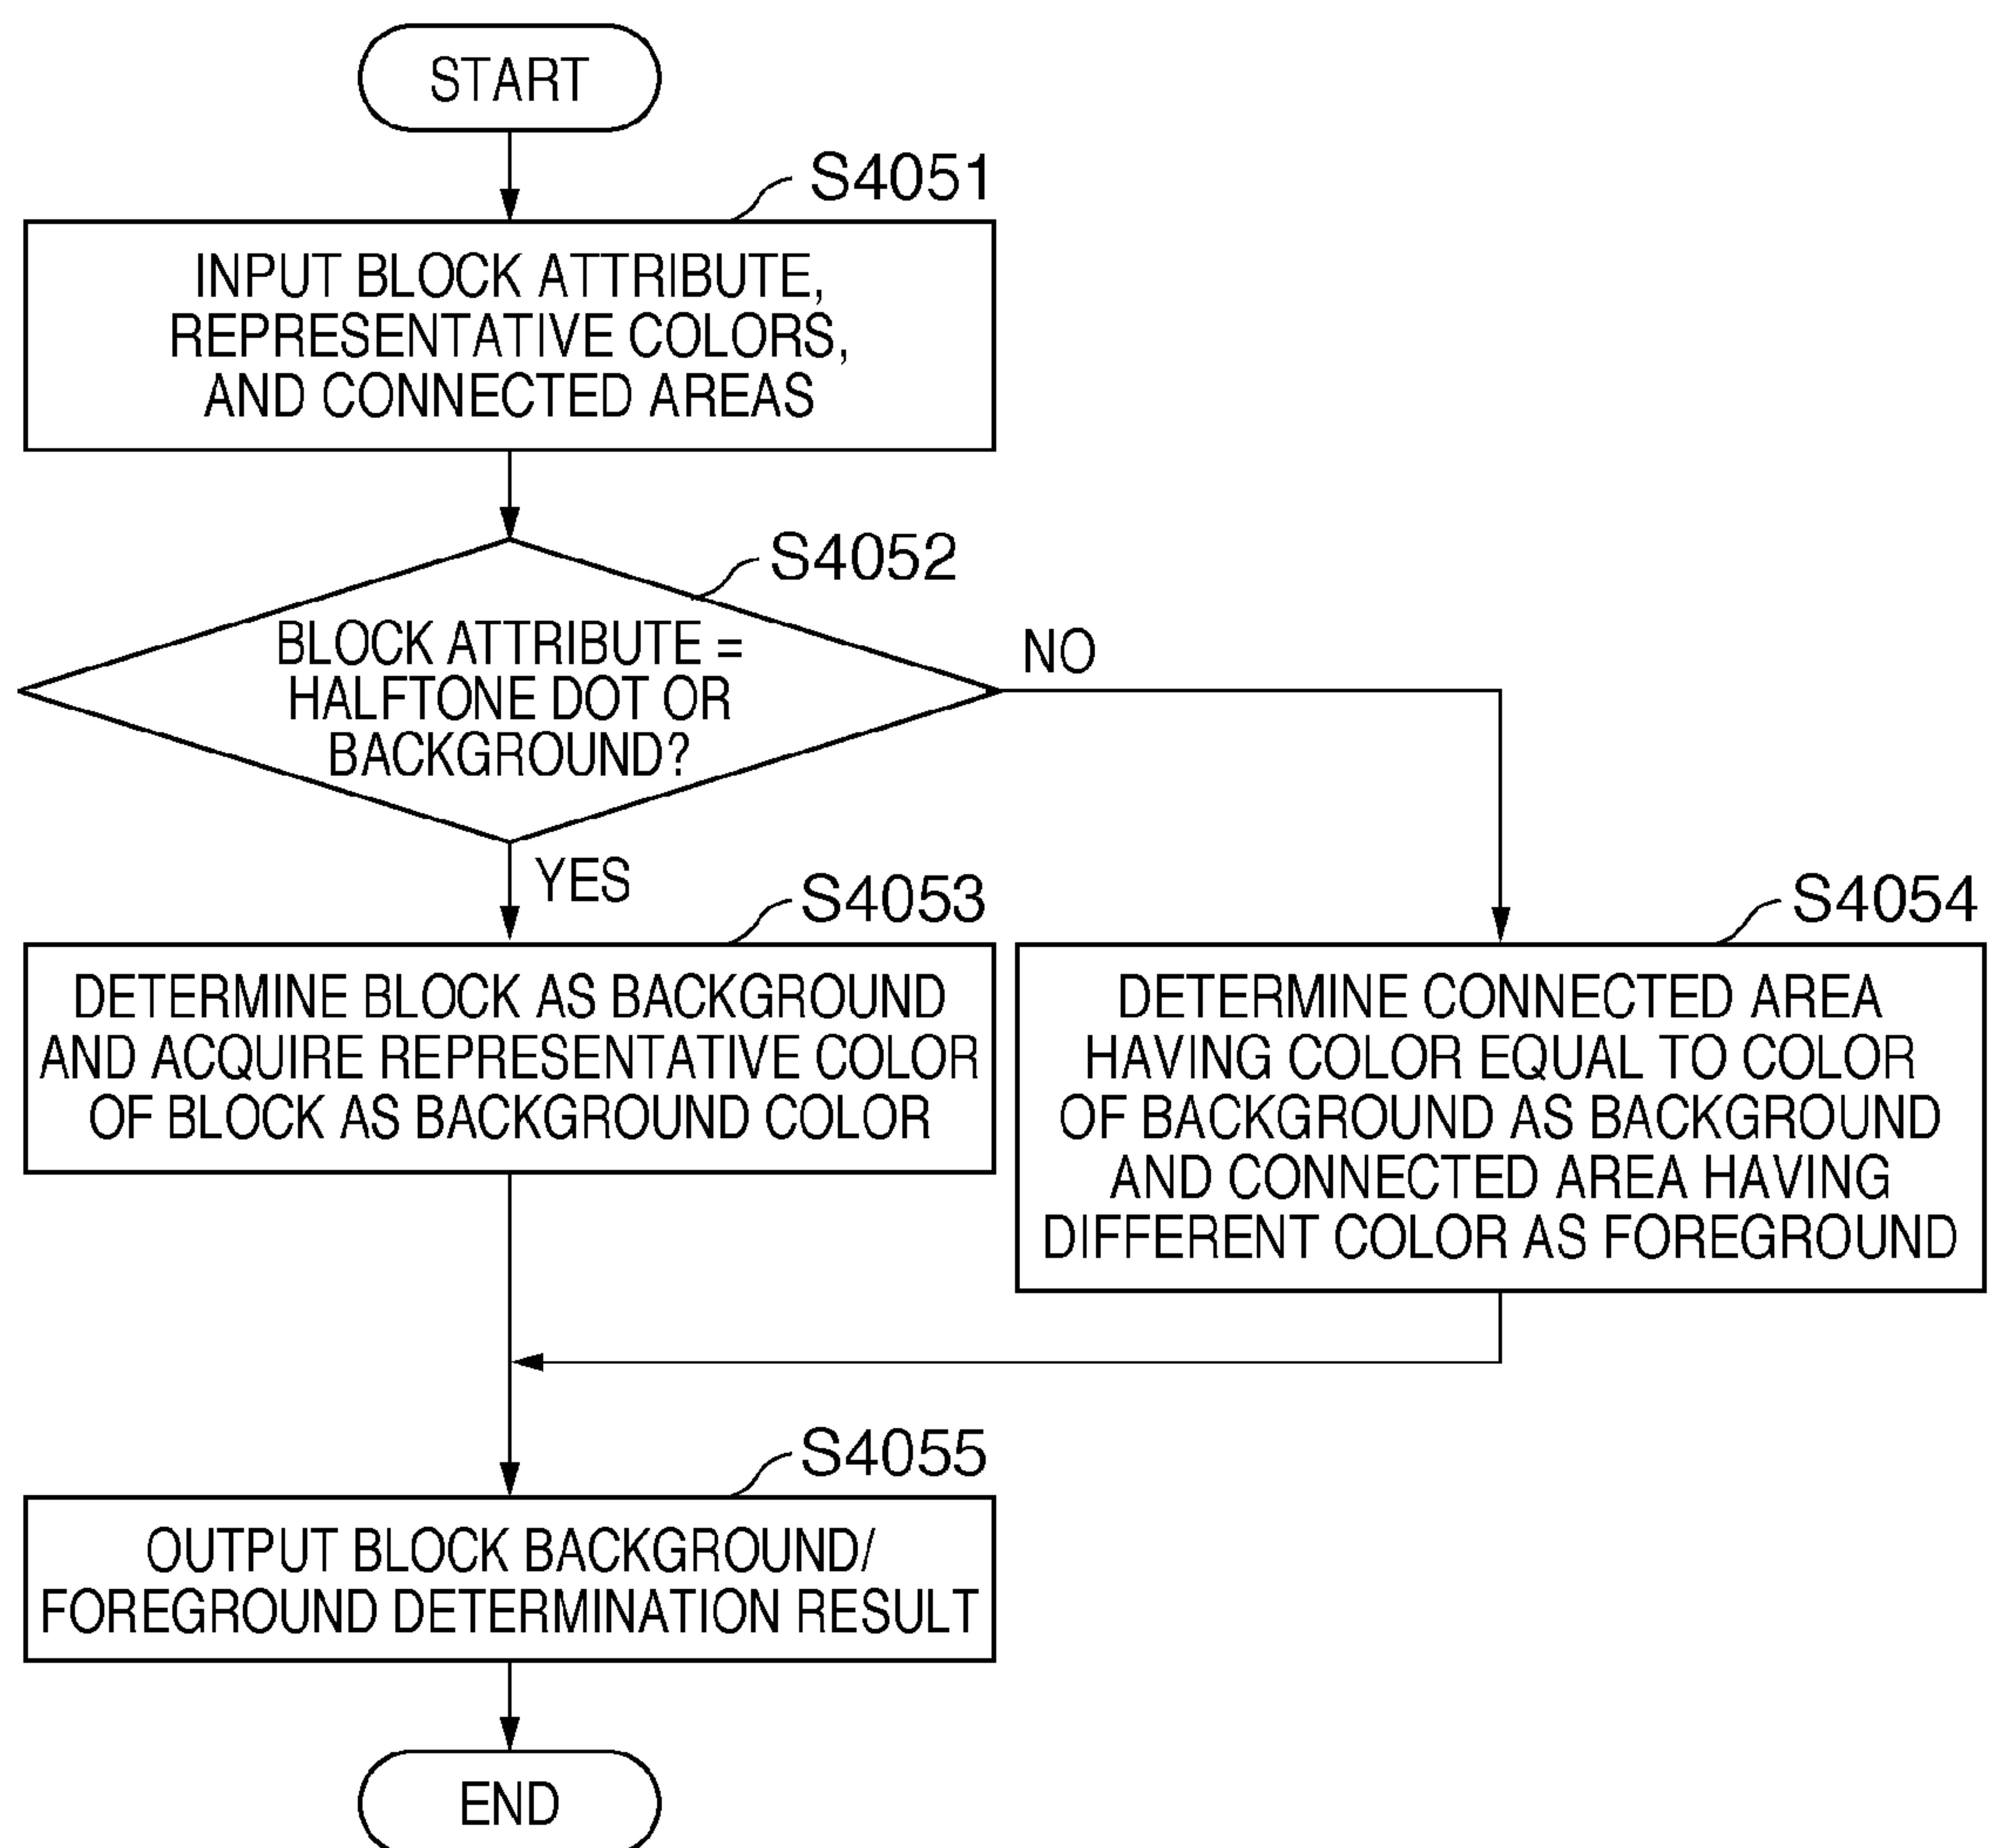 START
S4051
INPUT BLOCK ATTRIBUTE,
REPRESENTATIVE COLORS,
AND CONNECTED AREAS
S4052
BLOCK ATTRIBUTE =
HALFTONE DOT OR
BACKGROUND?
NO
YES
S4053
DETERMINE BLOCK AS BACKGROUND
AND ACQUIRE REPRESENTATIVE COLOR
OF BLOCK AS BACKGROUND COLOR
S4054
DETERMINE CONNECTED AREA
HAVING COLOR EQUAL TO COLOR
OF BACKGROUND AS BACKGROUND
AND CONNECTED AREA HAVING
DIFFERENT COLOR AS FOREGROUND
S4055
OUTPUT BLOCK BACKGROUND/
FOREGROUND DETERMINATION RESULT
END